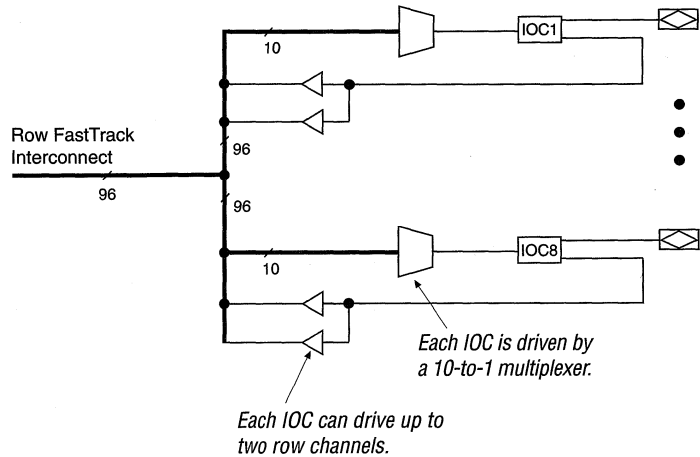 10
IOC1
Row FastTrack
Interconnect
96
96
96
10
IOC8
Each IOC is driven by
a 10-to-1 multiplexer.
Each IOC can drive up to
two row channels.